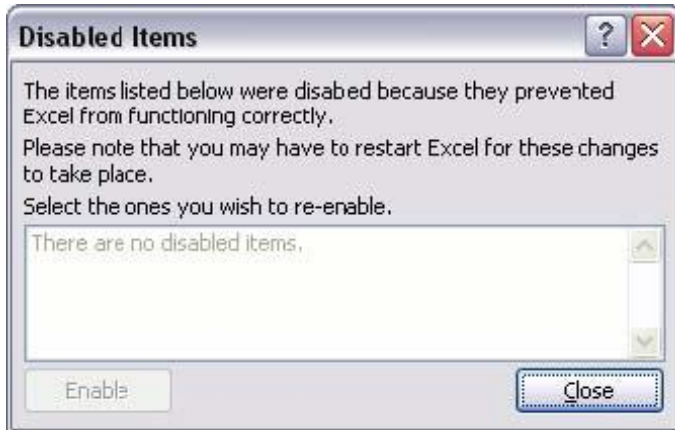 Disabled Items
The items listed below were disabled because they prevented
Excel from functioning correctly.
Please note that you may have to restart Excel for these changes
to take place.
Select the ones you wish to re-enable.
There are no disabled items.
Enable
Close